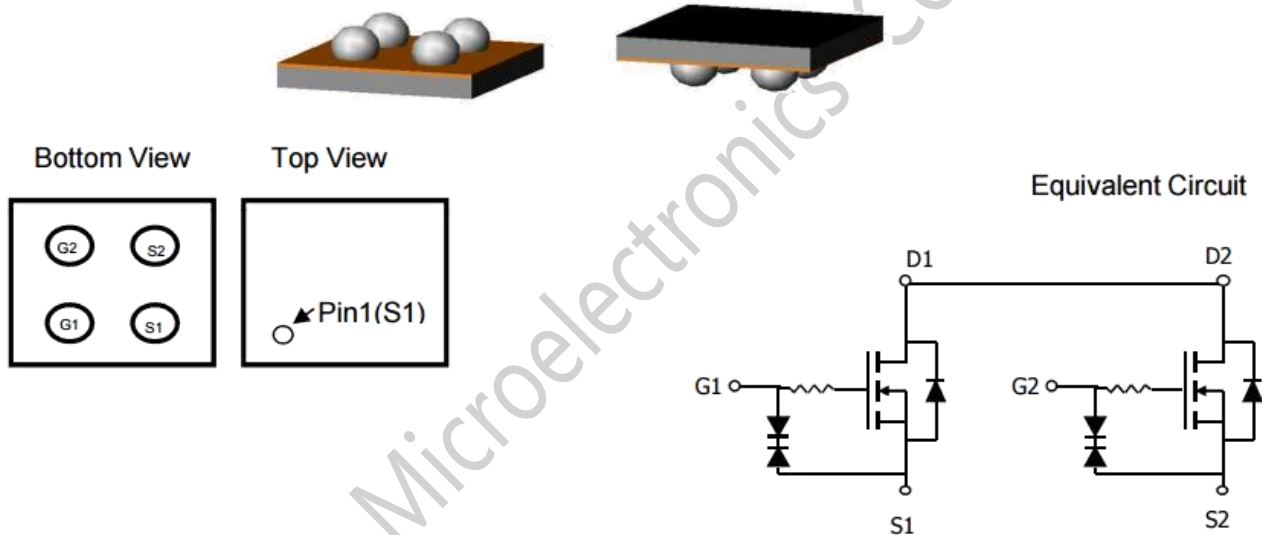 Bottom View
Top View
G2
S2
G1
S1
Pin1(S1)
Equivalent Circuit
D1
D2
G1
G2
S1
S2
Microelectronics